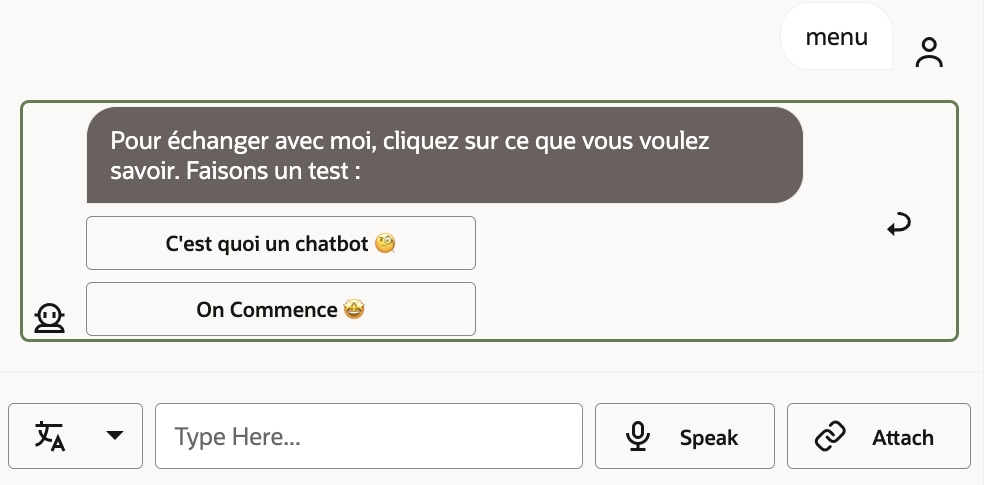 menu
Pour échanger avec moi, cliquez sur ce que vous voulez
savoir. Faisons un test :
C'est quoi un chatbot 🧐
On Commence 🤩
Type Here...
Speak
Attach